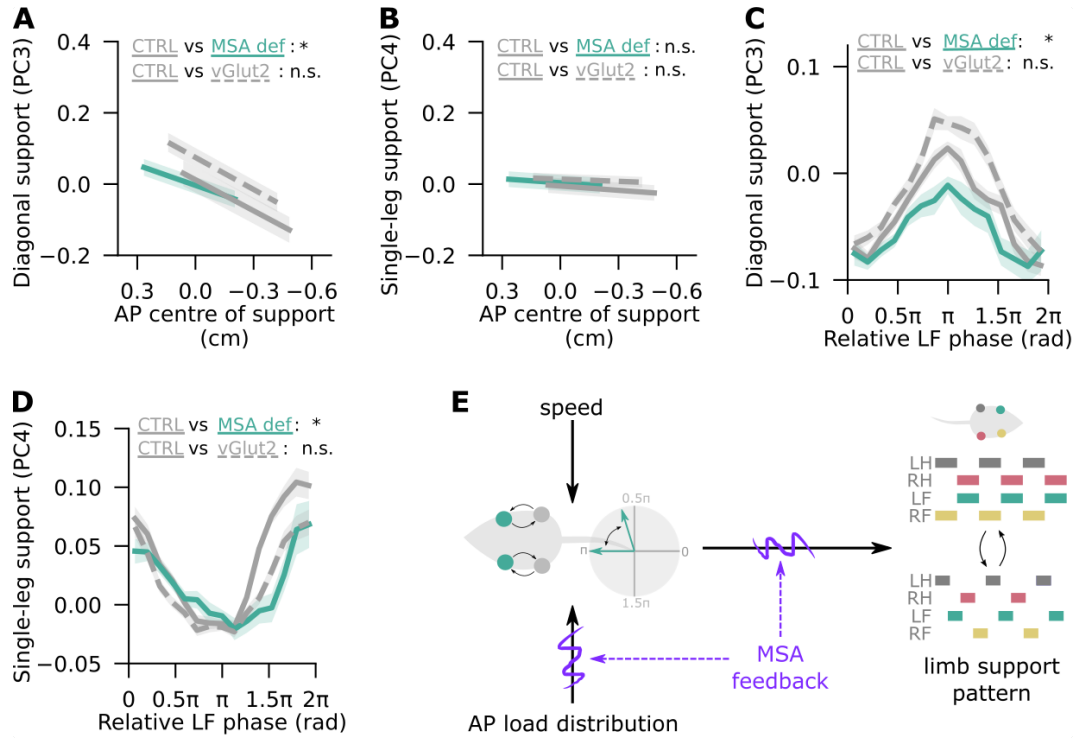 A
CTRL vs MSA def : *
CTRL vs vGlut2 : n.s.
Diagonal support (PC3)
0.4
0.2
0.0
−0.2
0.3 0.0 −0.3 −0.6
AP centre of support
(cm)
B
CTRL vs MSA def : n.s.
CTRL vs vGlut2 : n.s.
Single-leg support (PC4)
0.4
0.2
0.0
−0.2
0.3 0.0 −0.3 −0.6
AP centre of support
(cm)
C
CTRL vs MSA def: *
CTRL vs vGlut2 : n.s.
Diagonal support (PC3)
0.1
0.0
−0.1
0 0.5π π 1.5π 2π
Relative LF phase (rad)
D
CTRL vs MSA def : *
CTRL vs vGlut2 : n.s.
Single-leg support (PC4)
0.15
0.10
0.05
0.00
−0.05
0 0.5π π 1.5π 2π
Relative LF phase (rad)
E
speed
0.5π
π
0
1.5π
AP load distribution
MSA
feedback
LH
RH
LF
RF
LH
RH
LF
RF
limb support
pattern